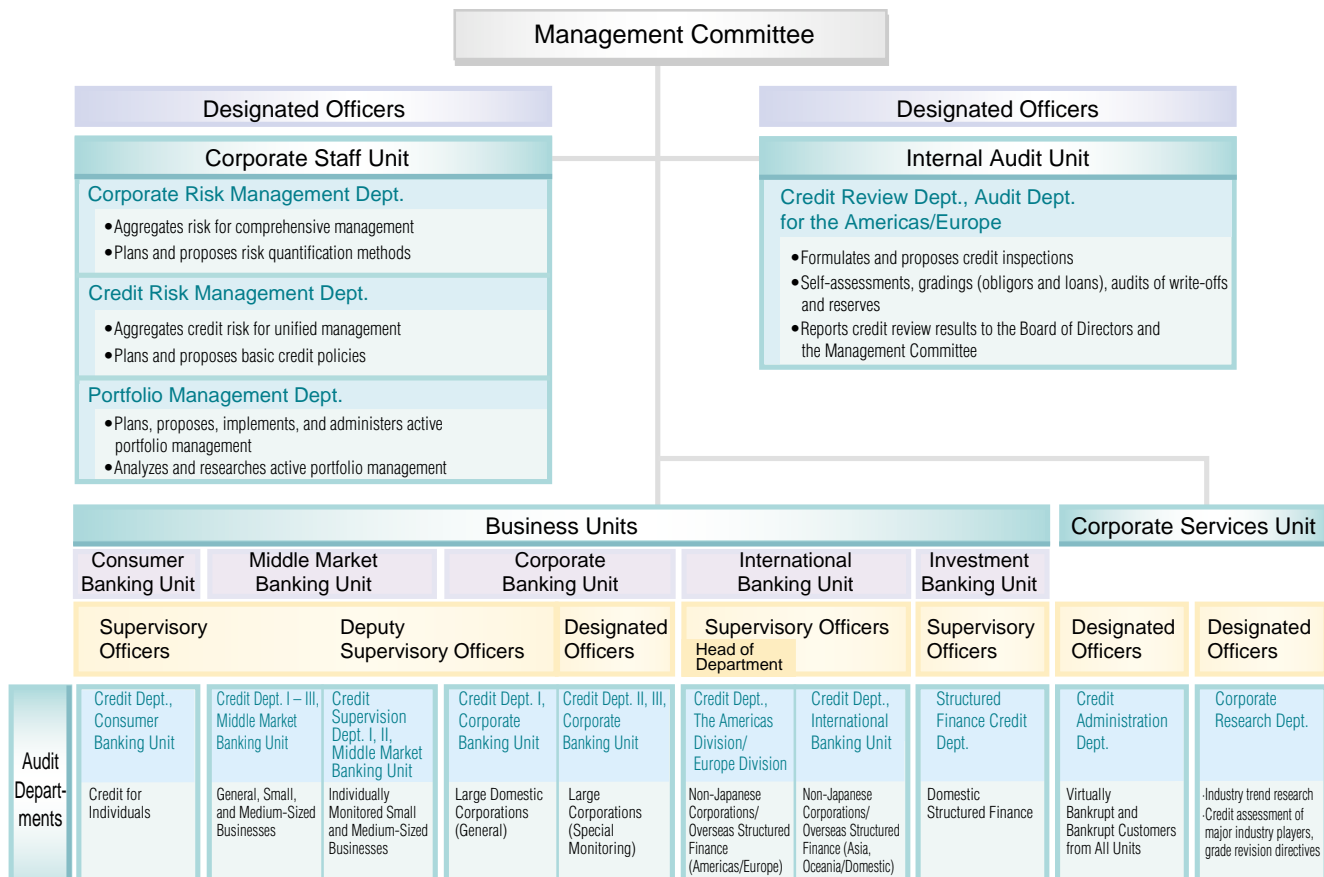 Management Committee
Designated Officers
Corporate Staff Unit
Corporate Risk Management Dept.
•Aggregates risk for comprehensive management
•Plans and proposes risk quantification methods
Credit Risk Management Dept.
•Aggregates credit risk for unified management
•Plans and proposes basic credit policies
Portfolio Management Dept.
•Plans, proposes, implements, and administers active
portfolio management
•Analyzes and researches active portfolio management
Designated Officers
Internal Audit Unit
Credit Review Dept., Audit Dept.
for the Americas/Europe
•Formulates and proposes credit inspections
•Self-assessments, gradings (obligors and loans), audits of write-offs
and reserves
•Reports credit review results to the Board of Directors and
the Management Committee
Business Units
Corporate Services Unit
Consumer
Banking Unit
Middle Market
Banking Unit
Corporate
Banking Unit
International
Banking Unit
Investment
Banking Unit
Supervisory
Officers
Deputy
Supervisory Officers
Designated
Officers
Supervisory Officers
Head of
Department
Supervisory
Officers
Designated
Officers
Designated
Officers
Audit
Depart-
ments
Credit Dept.,
Consumer
Banking Unit
Credit for
Individuals
Credit Dept. I – III,
Middle Market
Banking Unit
General, Small,
and Medium-Sized
Businesses
Credit
Supervision
Dept. I, II,
Middle Market
Banking Unit
Individually
Monitored Small
and Medium-Sized
Businesses
Credit Dept. I,
Corporate
Banking Unit
Large Domestic
Corporations
(General)
Credit Dept. II, III,
Corporate
Banking Unit
Large
Corporations
(Special
Monitoring)
Credit Dept.,
The Americas
Division/
Europe Division
Non-Japanese
Corporations/
Overseas Structured
Finance
(Americas/Europe)
Credit Dept.,
International
Banking Unit
Non-Japanese
Corporations/
Overseas Structured
Finance (Asia,
Oceania/Domestic)
Structured
Finance Credit
Dept.
Domestic
Structured Finance
Credit
Administration
Dept.
Virtually
Bankrupt and
Bankrupt Customers
from All Units
Corporate
Research Dept.
·Industry trend research
·Credit assessment of
major industry players,
grade revision directives